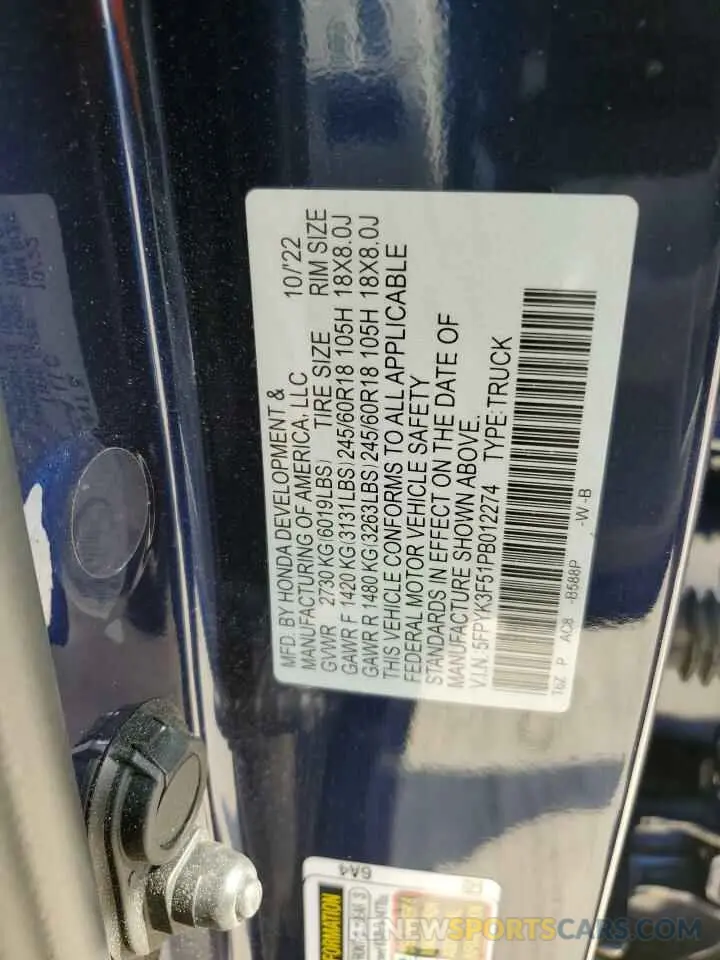 MFD. BY HONDA DEVELOPMENT &
MANUFACTURING OF AMERICA, LLC 10/'22
GVWR 2730 KG(6019LBS) TIRE SIZE RIM SIZE
GAWR F 1420 KG(3131LBS)245/60R18 105H 18X8.0J
GAWR R 1480 KG(3263LBS)245/60R18 105H 18X8.0J
THIS VEHICLE CONFORMS TO ALL APPLICABLE
FEDERAL MOTOR VEHICLE SAFETY
STANDARDS IN EFFECT ON THE DATE OF
MANUFACTURE SHOWN ABOVE.
V.I.N. :5FPYK3F51PB012274 TYPE: TRUCK
T6Z P AC8 -B588P -W -B
6A4
RENEWSPORTSCARS.COM